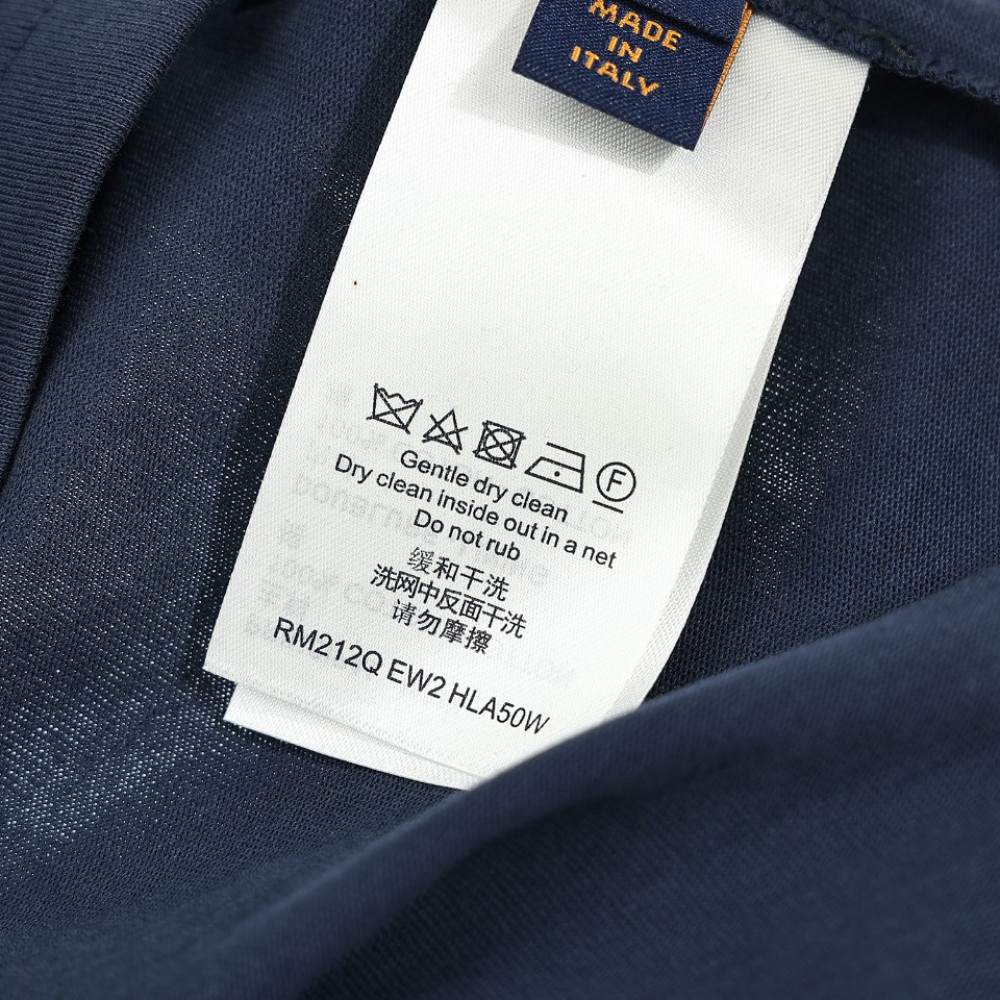 MADE
IN
ITALY
F
Gentle dry clean
Dry clean inside out in a net
Do not rub
缓和干洗
洗网中反面干洗
请勿摩擦
RM212Q EW2 HLA50W